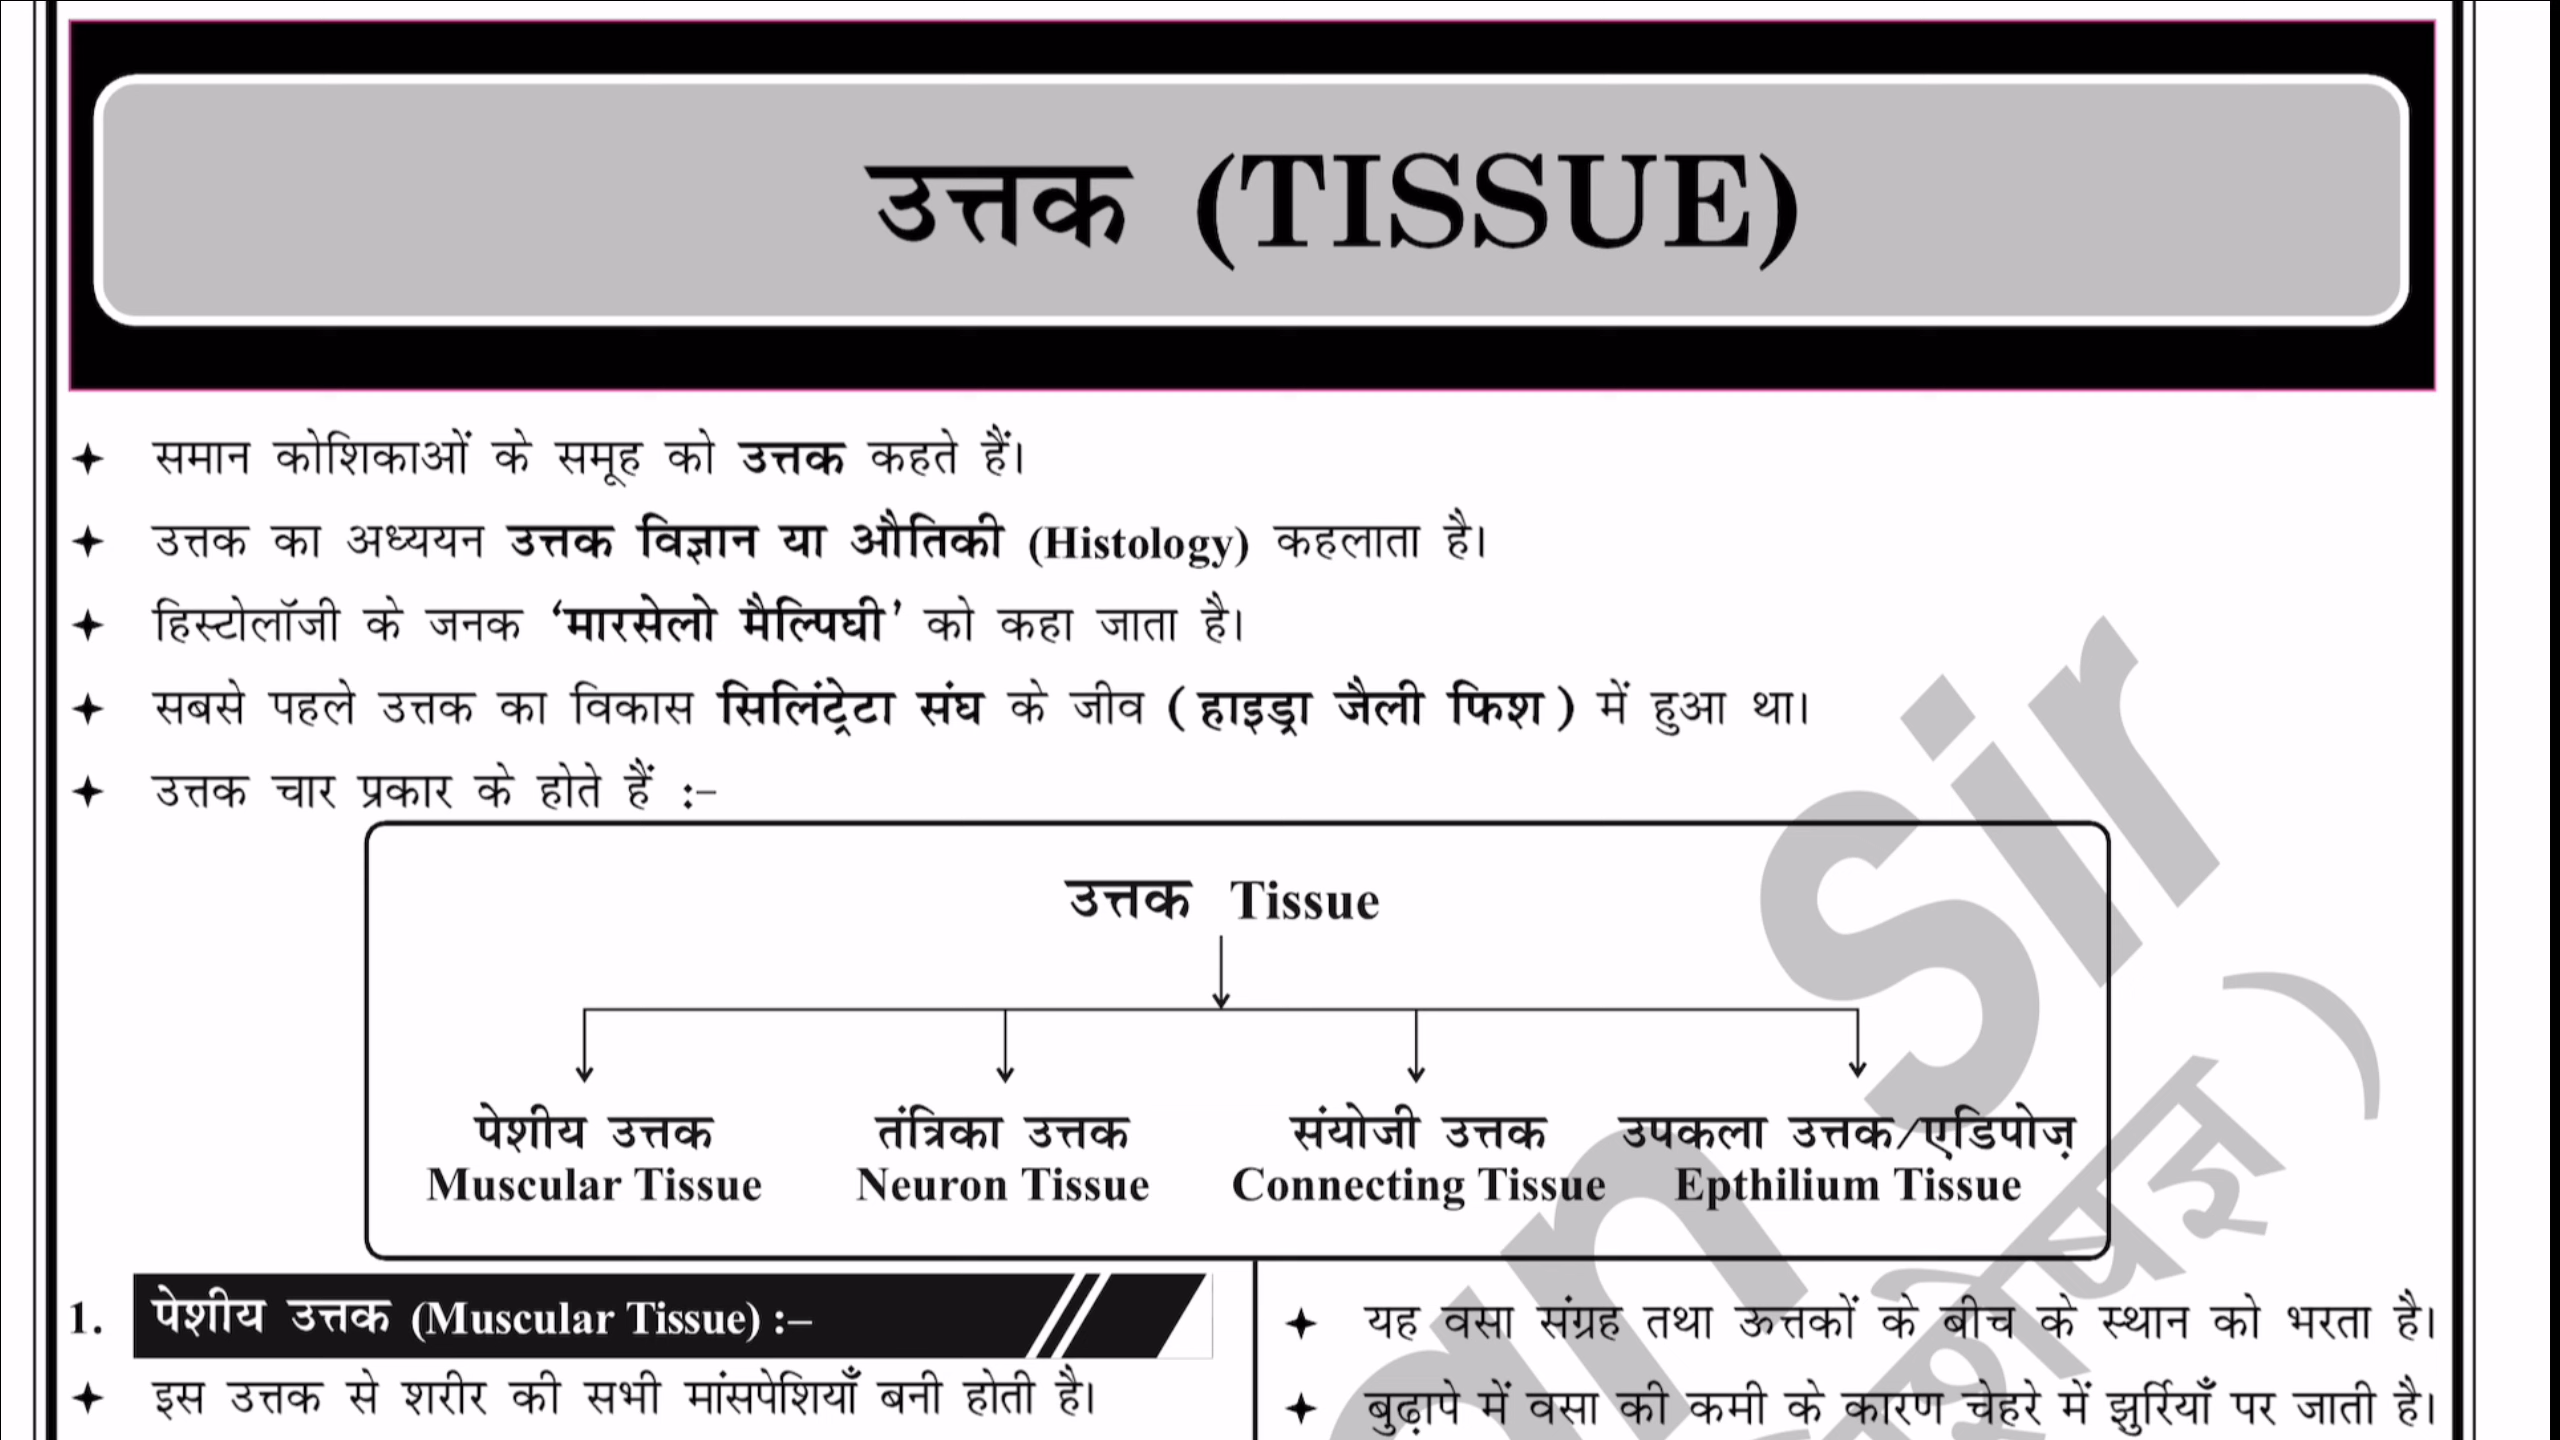 उत्तक (TISSUE)
समान कोशिकाओं के समूह को उत्तक कहते हैं।
उत्तक का अध्ययन उत्तक विज्ञान या औतिकी (Histology) कहलाता है।
हिस्टोलॉजी के जनक ‘मारसेलो मैल्पिघी’ को कहा जाता है।
सबसे पहले उत्तक का विकास सिलिंट्रेटा संघ के जीव (हाइड्रा जैली फिश) में हुआ था।
उत्तक चार प्रकार के होते हैं :–
उत्तक Tissue
पेशीय उत्तक
Muscular Tissue
तंत्रिका उत्तक
Neuron Tissue
संयोजी उत्तक
Connecting Tissue
उपकला उत्तक/एडिपोज़
Epthilium Tissue
1. पेशीय उत्तक (Muscular Tissue) :–
इस उत्तक से शरीर की सभी मांसपेशियाँ बनी होती है।
यह वसा संग्रह तथा ऊत्तकों के बीच के स्थान को भरता है।
बुढ़ापे में वसा की कमी के कारण चेहरे में झुर्रियाँ पर जाती है।
Sir